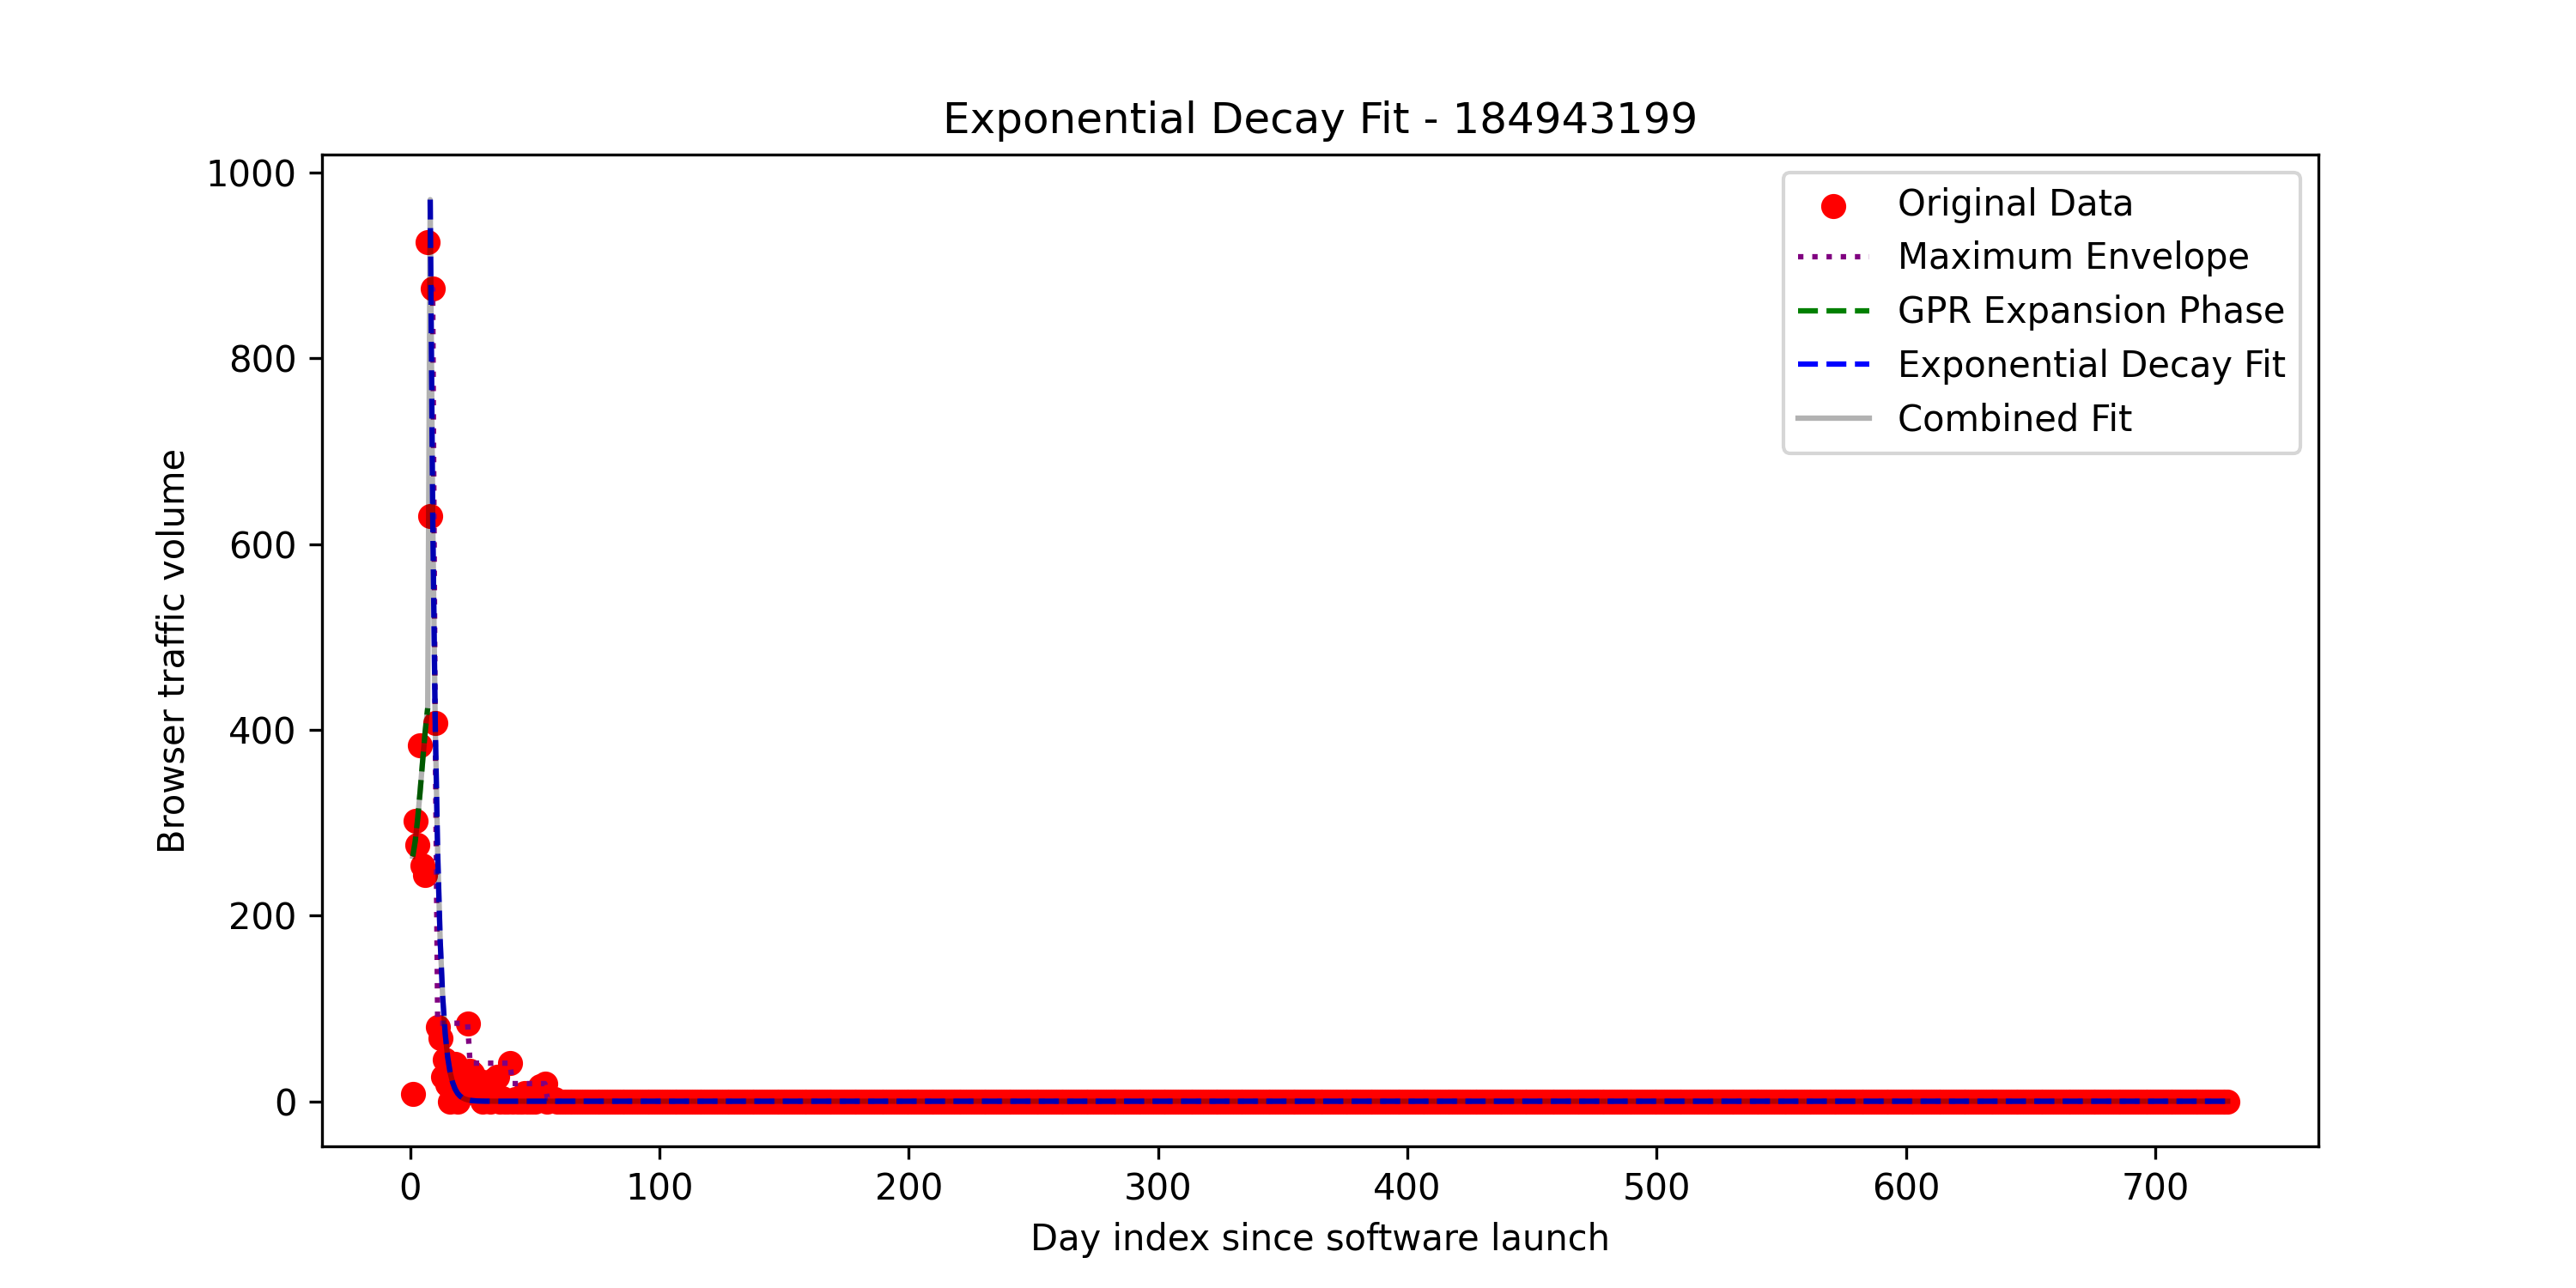 Exponential Decay Fit - 184943199
1000
800
600
400
200
0
Browser traffic volume
Original Data
Maximum Envelope
GPR Expansion Phase
Exponential Decay Fit
Combined Fit
0 100 200 300 400 500 600 700
Day index since software launch